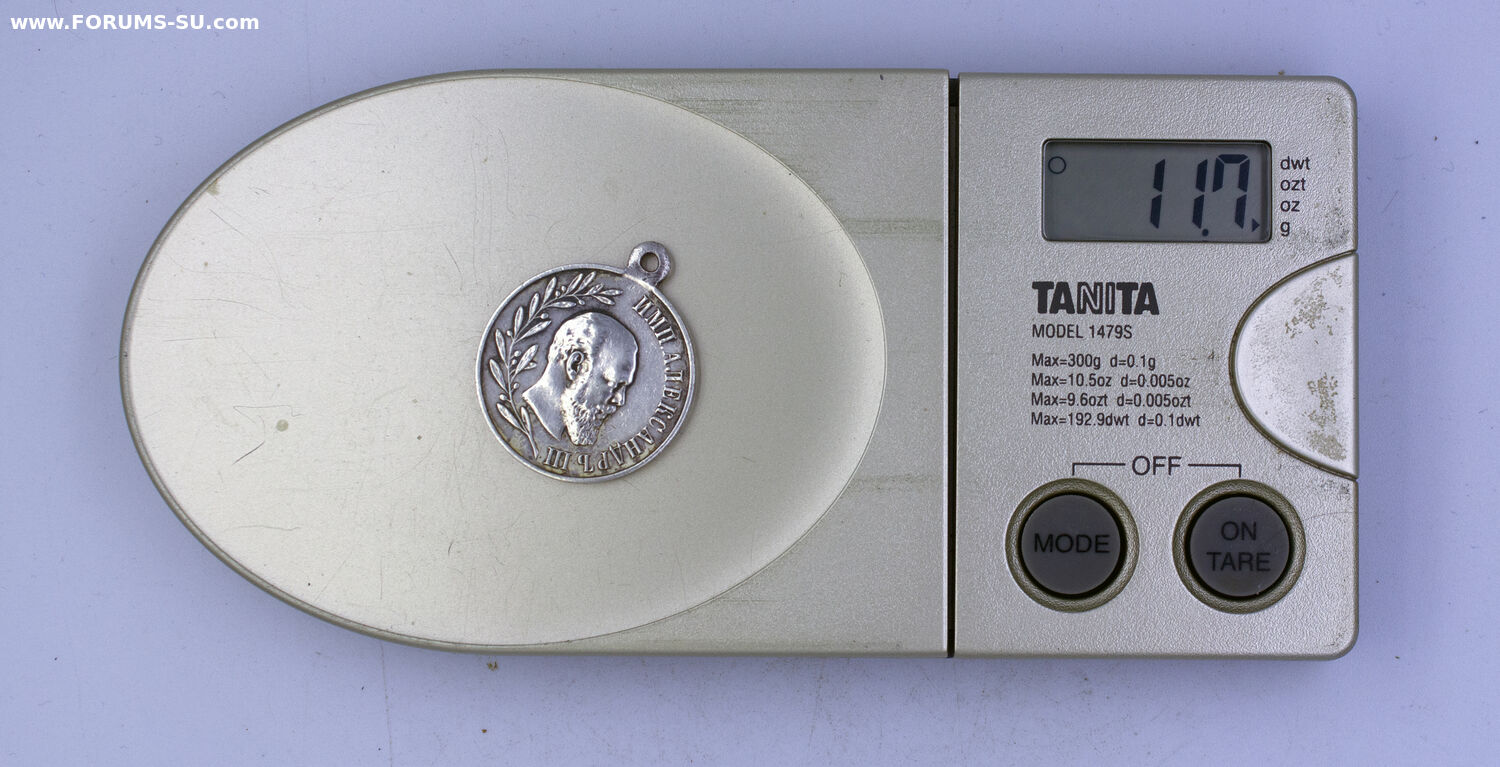 www.FORUMS-SU.com
11.7
dwt
ozt
oz
g
TANITA
MODEL 1479S
Max=300g d=0.1g
Max=10.5oz d=0.005oz
Max=9.6ozt d=0.005ozt
Max=192.9dwt d=0.1dwt
OFF
MODE
ON
TARE
ИМП. АЛЕКСАНДРЪ III